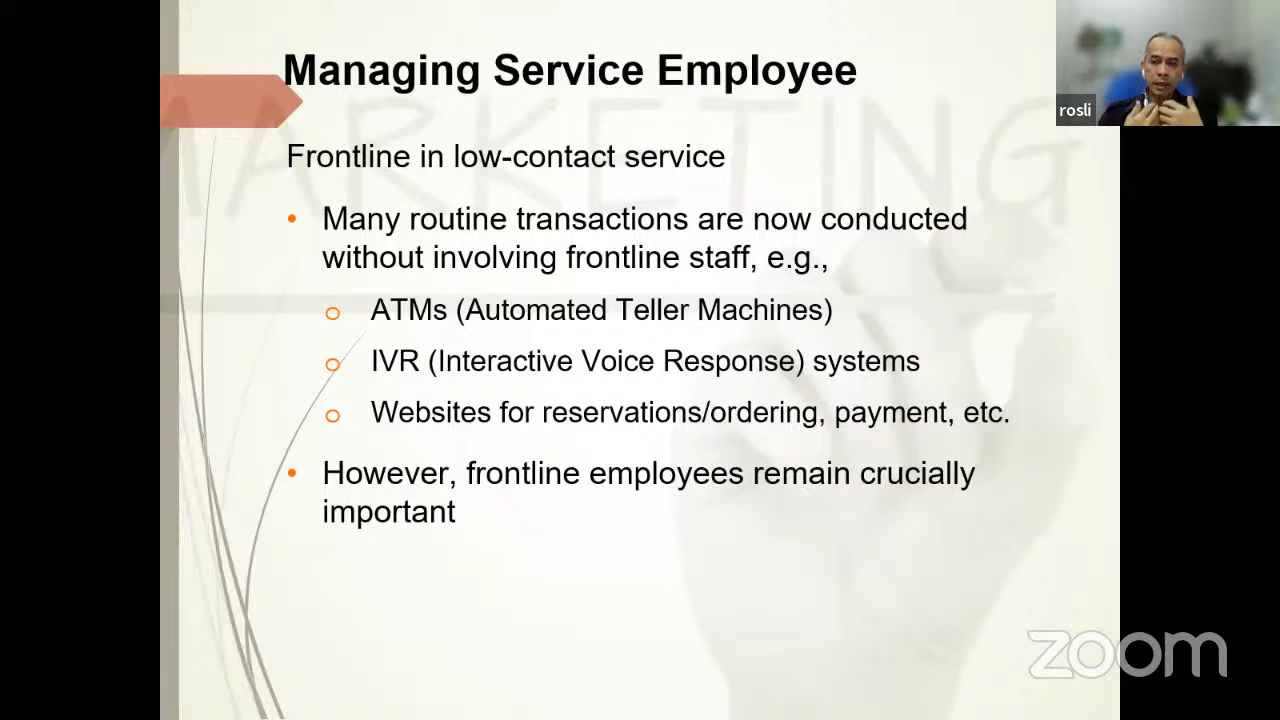 Managing Service Employee
rosli
Frontline in low-contact service
• Many routine transactions are now conducted
without involving frontline staff, e.g.,
o ATMs (Automated Teller Machines)
o IVR (Interactive Voice Response) systems
o Websites for reservations/ordering, payment, etc.
• However, frontline employees remain crucially
important
MARKETING
zoom